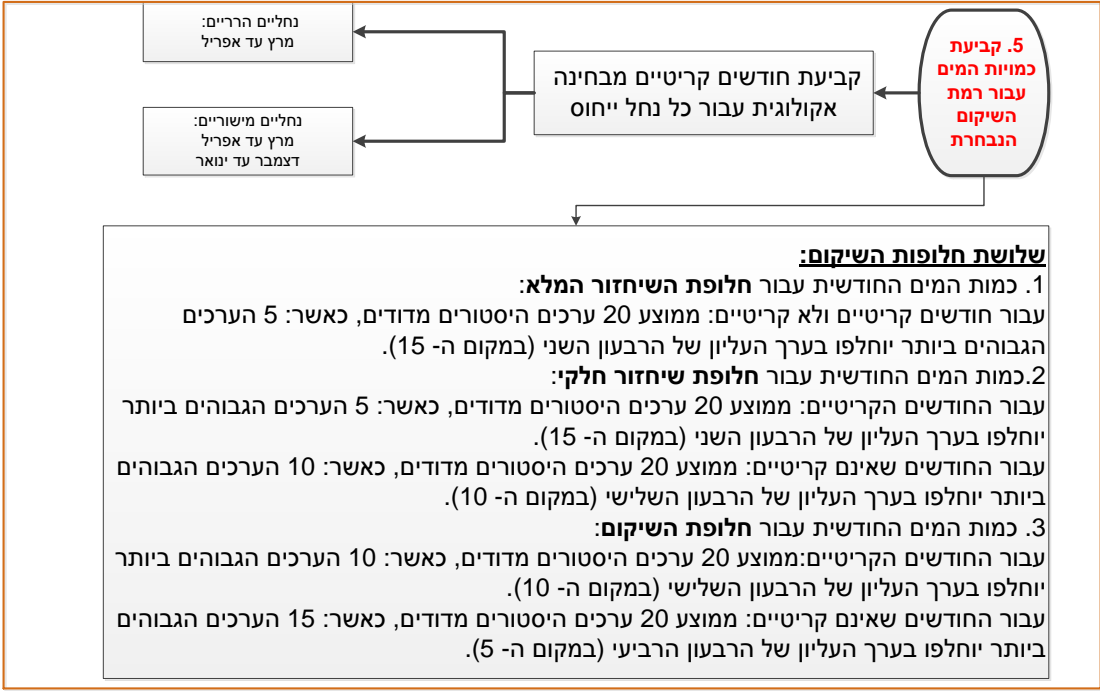 5. קביעת
כמויות המים
עבור רמת
השיקום
הנבחרת
קביעת חודשים קריטיים מבחינה
אקולוגית עבור כל נחל ייחוס
נחליים הרריים:
מרץ עד אפריל
נחליים מישוריים:
מרץ עד אפריל
דצמבר עד ינואר
שלושת חלופות השיקום:
1. כמות המים החודשית עבור חלופת השיחזור המלא:
עבור חודשים קריטיים ולא קריטיים: ממוצע 20 ערכים היסטורים מדודים, כאשר: 5 הערכים
הגבוהים ביותר יוחלפו בערך העליון של הרבעון השני (במקום ה- 15).
2.כמות המים החודשית עבור חלופת שיחזור חלקי:
עבור החודשים הקריטיים: ממוצע 20 ערכים היסטורים מדודים, כאשר: 5 הערכים הגבוהים ביותר
יוחלפו בערך העליון של הרבעון השני (במקום ה- 15).
עבור החודשים שאינם קריטיים: ממוצע 20 ערכים היסטורים מדודים, כאשר: 10 הערכים הגבוהים
ביותר יוחלפו בערך העליון של הרבעון השלישי (במקום ה- 10).
3. כמות המים החודשית עבור חלופת השיקום:
עבור החודשים הקריטיים:ממוצע 20 ערכים היסטורים מדודים, כאשר: 10 הערכים הגבוהים ביותר
יוחלפו בערך העליון של הרבעון השלישי (במקום ה- 10).
עבור החודשים שאינם קריטיים: ממוצע 20 ערכים היסטורים מדודים, כאשר: 15 הערכים הגבוהים
ביותר יוחלפו בערך העליון של הרבעון הרביעי (במקום ה- 5).